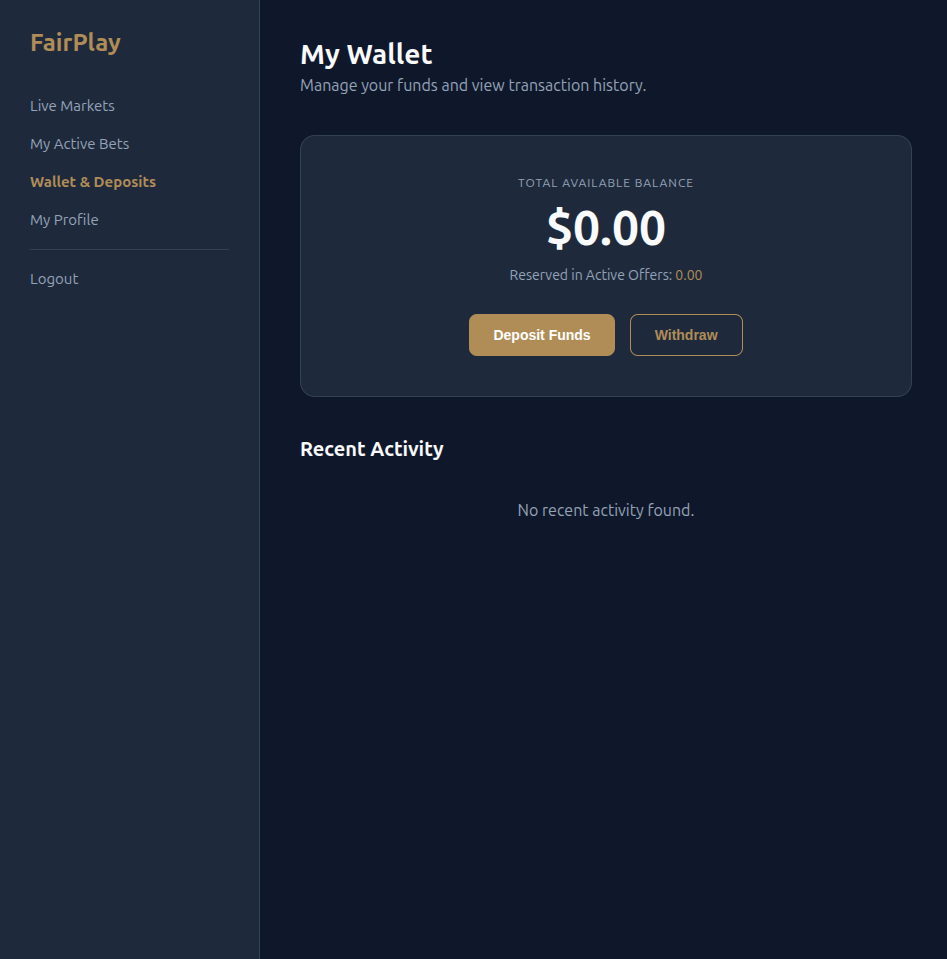 FairPlay
Live Markets
My Active Bets
Wallet & Deposits
My Profile
Logout
My Wallet
Manage your funds and view transaction history.
TOTAL AVAILABLE BALANCE
$0.00
Reserved in Active Offers: 0.00
Deposit Funds
Withdraw
Recent Activity
No recent activity found.